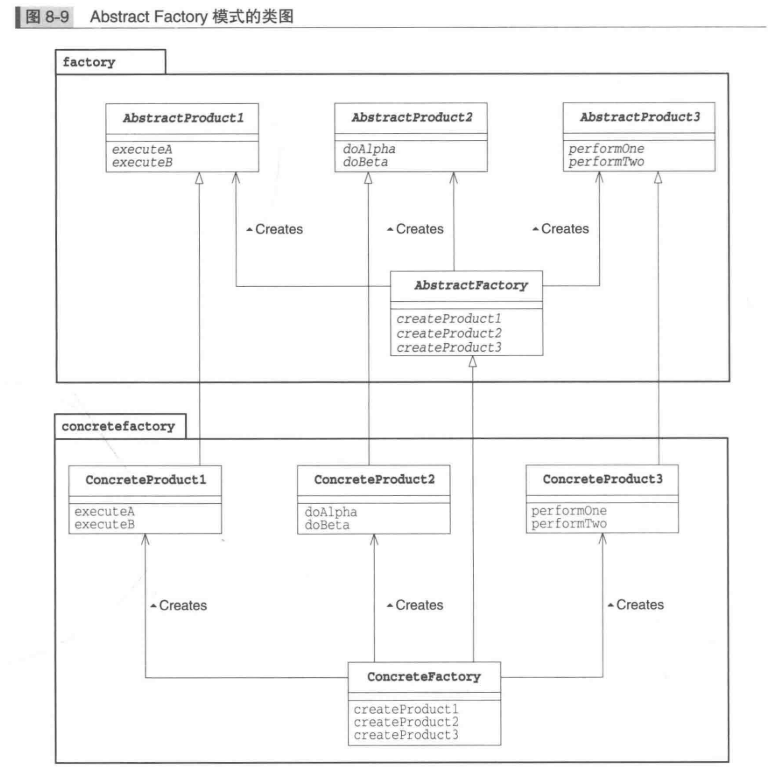 图 8-9 Abstract Factory 模式的类图
factory
AbstractProduct1
executeA
executeB
AbstractProduct2
doAlpha
doBeta
AbstractProduct3
performOne
performTwo
Creates
Creates
Creates
AbstractFactory
createProduct1
createProduct2
createProduct3
concretefactory
ConcreteProduct1
executeA
executeB
ConcreteProduct2
doAlpha
doBeta
ConcreteProduct3
performOne
performTwo
Creates
Creates
Creates
ConcreteFactory
createProduct1
createProduct2
createProduct3